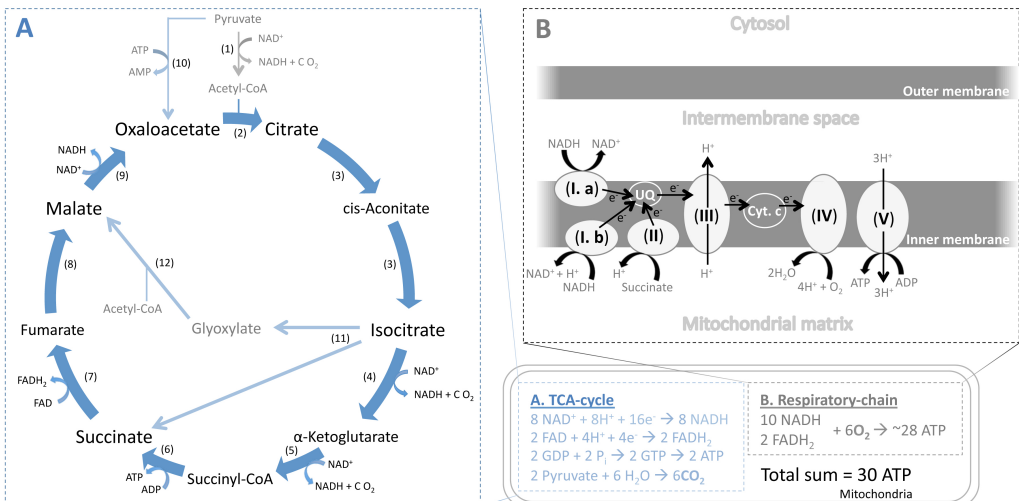 A
Pyruvate
ATP
AMP
(10)
(1)
NAD⁺
NADH + C O₂
Acetyl-CoA
Oxaloacetate
(2)
Citrate
NADH
NAD⁺
(9)
(3)
Malate
cis-Aconitate
(8)
(12)
(3)
Acetyl-CoA
Fumarate
Glyoxylate
(11)
Isocitrate
FADH₂
FAD
(7)
(4)
NAD⁺
NADH + C O₂
Succinate
α-Ketoglutarate
(6)
(5)
NAD⁺
NADH + C O₂
ATP
ADP
Succinyl-CoA
B
Cytosol
Outer membrane
Intermembrane space
NADH
NAD⁺
H⁺
3H⁺
(I. a)
e⁻
UQ
e⁻
(III)
e⁻
Cyt. c
e⁻
(IV)
(V)
(I. b)
e⁻
(II)
e⁻
Inner membrane
NAD⁺ + H⁺
NADH
H⁺
Succinate
H⁺
2H₂O
4H⁺ + O₂
ATP
3H⁺
ADP
Mitochondrial matrix
A. TCA-cycle
8 NAD⁺ + 8H⁺ + 16e⁻ → 8 NADH
2 FAD + 4H⁺ + 4e⁻ → 2 FADH₂
2 GDP + 2 Pᵢ → 2 GTP → 2 ATP
2 Pyruvate + 6 H₂O → 6CO₂
B. Respiratory-chain
10 NADH
2 FADH₂
+ 6O₂ → ~28 ATP
Total sum = 30 ATP
Mitochondria